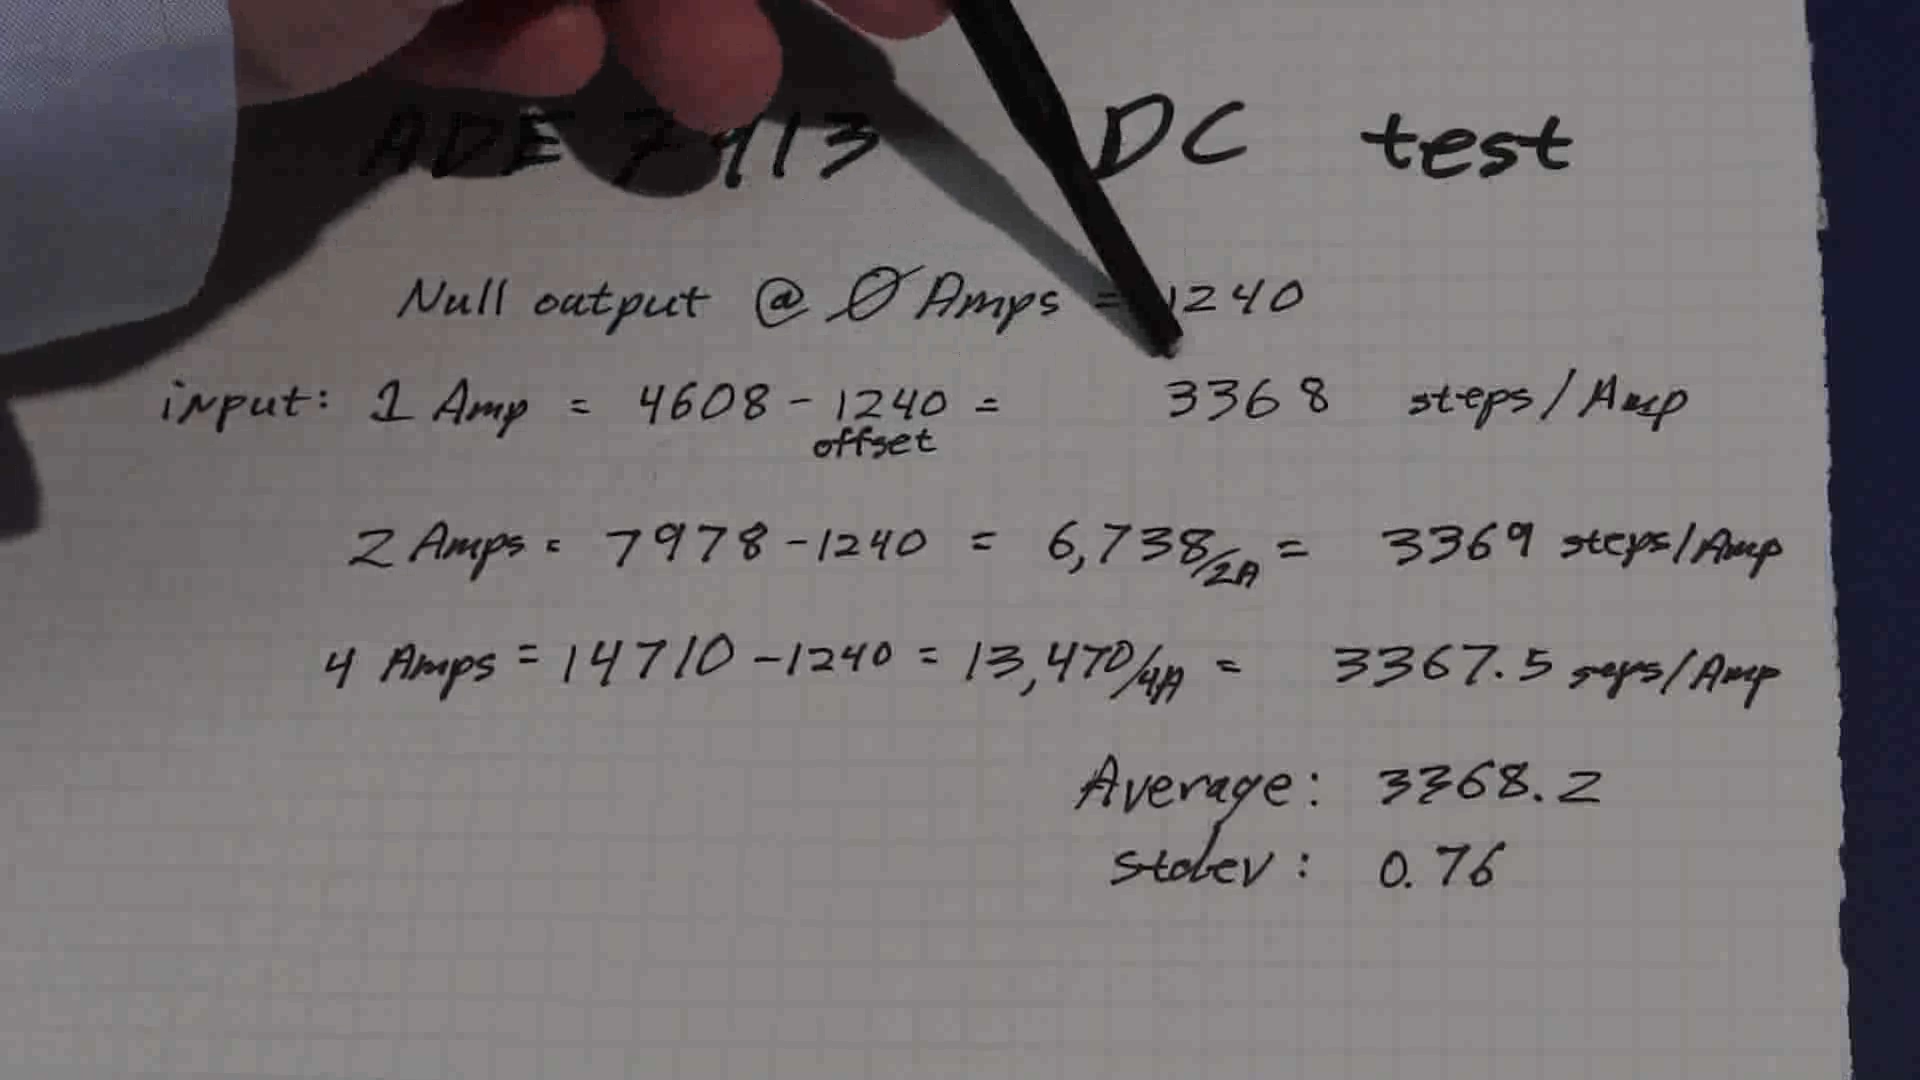 ADE 7913 DC test
Null output @ Ø Amps = 1240
input: 1 Amp = 4608 - 1240 = 3368 steps/Amp
offset
2 Amps = 7978 - 1240 = 6,738/2A = 3369 steps/Amp
4 Amps = 14710 - 1240 = 13,470/4A = 3367.5 steps/Amp
Average: 3368.2
Stdev: 0.76